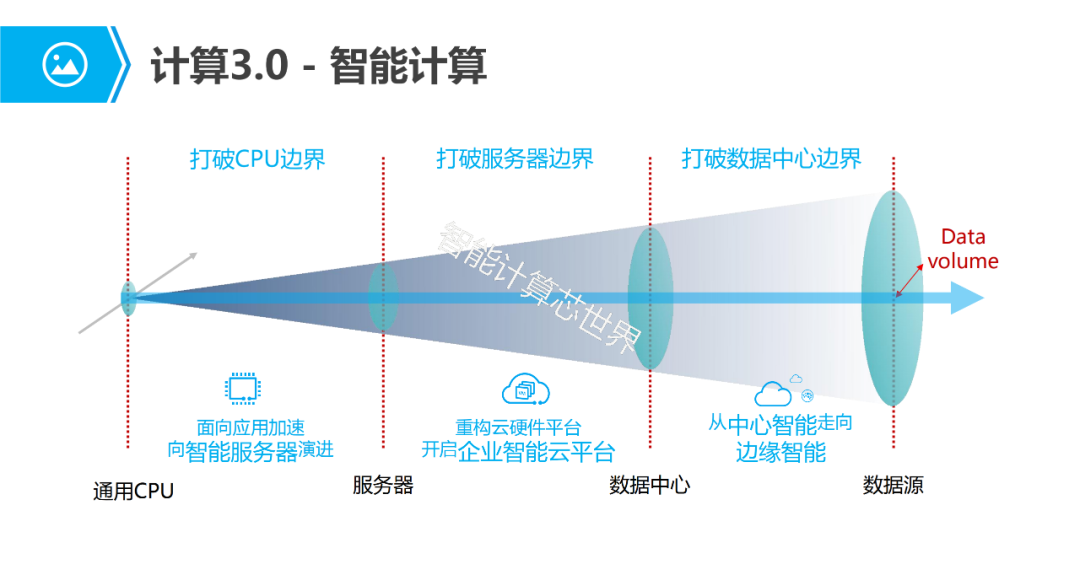 计算3.0 - 智能计算
打破CPU边界
打破服务器边界
打破数据中心边界
Data
volume
智能计算芯世界
面向应用加速
向智能服务器演进
重构云硬件平台
开启企业智能云平台
从中心智能走向
边缘智能
通用CPU
服务器
数据中心
数据源